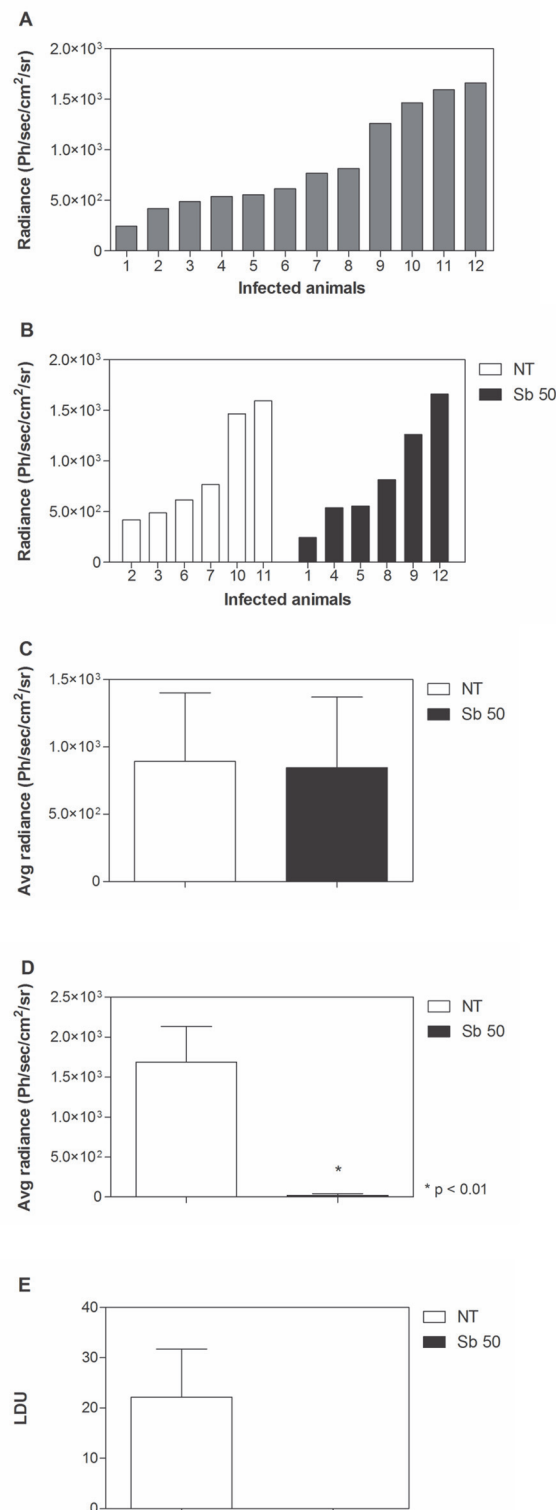 A
Radiance (Ph/sec/cm²/sr)
2.0×10³
1.5×10³
1.0×10³
5.0×10²
0
1 2 3 4 5 6 7 8 9 10 11 12
Infected animals
B
Radiance (Ph/sec/cm²/sr)
2.0×10³
1.5×10³
1.0×10³
5.0×10²
0
2 3 6 7 10 11 1 4 5 8 9 12
Infected animals
NT
Sb 50
C
Avg radiance (Ph/sec/cm²/sr)
1.5×10³
1.0×10³
5.0×10²
0
NT
Sb 50
D
Avg radiance (Ph/sec/cm²/sr)
2.5×10³
2.0×10³
1.5×10³
1.0×10³
5.0×10²
0
NT
Sb 50
*
* p < 0.01
E
LDU
40
30
20
10
0
NT
Sb 50